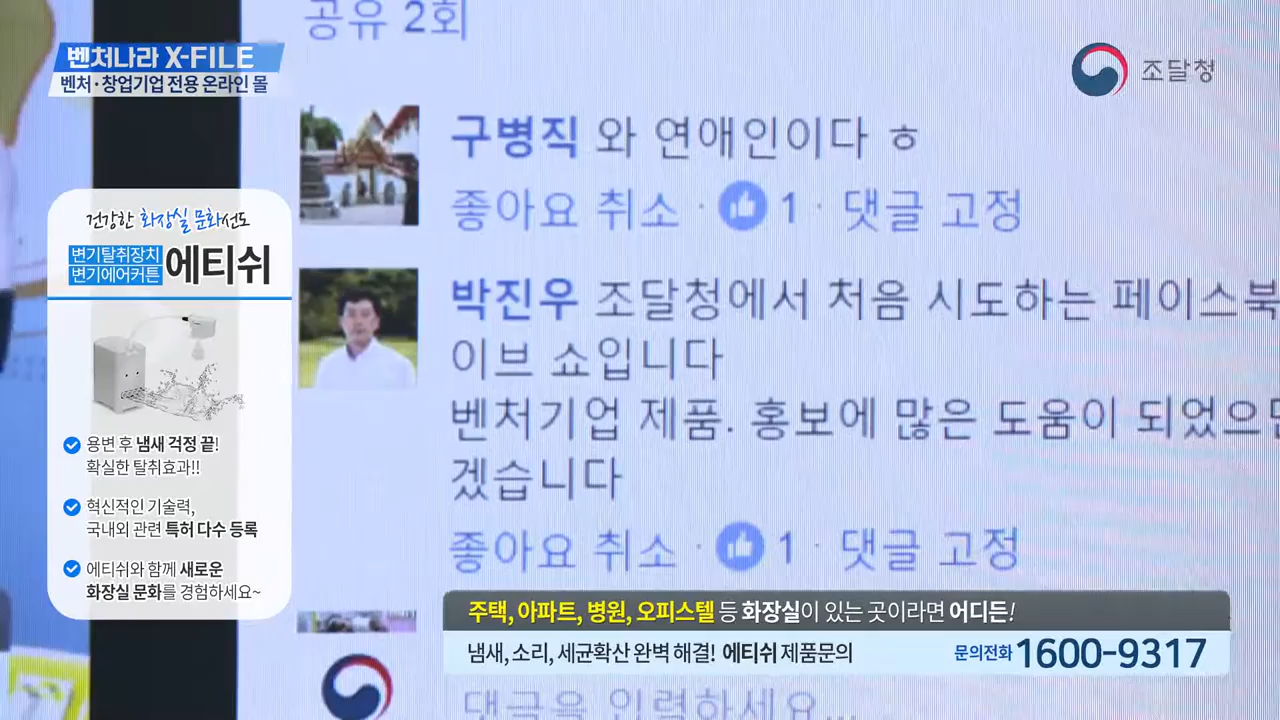 공유 2회
벤처나라 X-FILE
벤처·창업기업 전용 온라인 몰
조달청
구병직 와 연애인이다 ㅎ
좋아요 취소 · 1 · 댓글 고정
건강한 화장실 문화선도
변기탈취장치
변기에어커튼
에티쉬
박진우 조달청에서 처음 시도하는 페이스북
이브 쇼입니다
벤처기업 제품. 홍보에 많은 도움이 되었으면
겠습니다
좋아요 취소 · 1 · 댓글 고정
용변 후 냄새 걱정 끝!
확실한 탈취효과!!
혁신적인 기술력,
국내외 관련 특허 다수 등록
에티쉬와 함께 새로운
화장실 문화를 경험하세요~
주택, 아파트, 병원, 오피스텔 등 화장실이 있는 곳이라면 어디든!
냄새, 소리, 세균확산 완벽 해결! 에티쉬 제품문의
문의전화 1600-9317
댓글을 입력하세요...